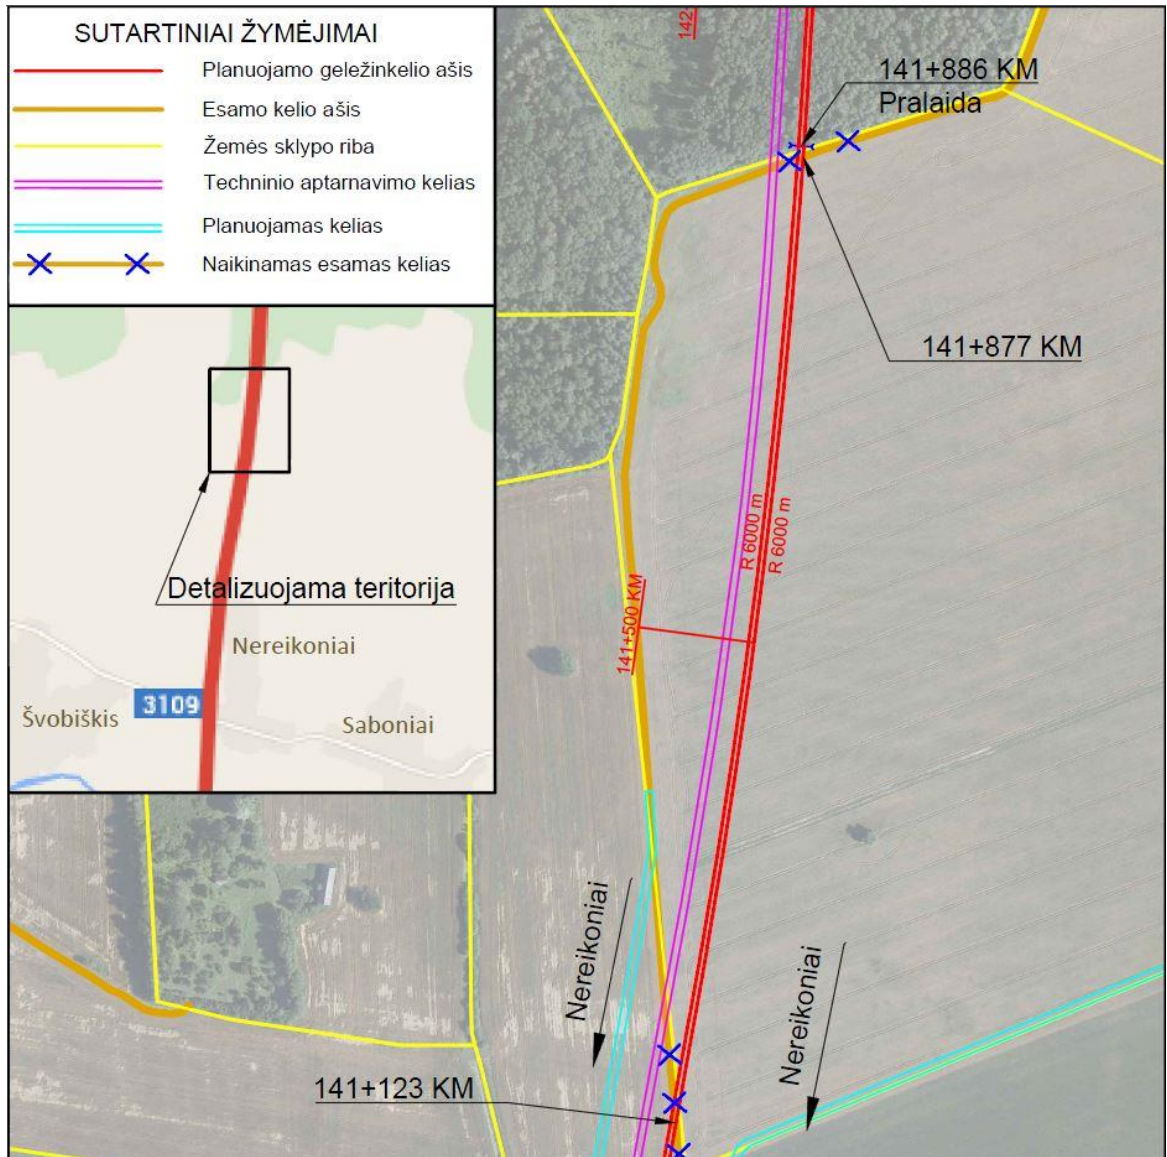 SUTARTINIAI ŽYMĖJIMAI
Planuojamo geležinkelio ašis
Esamo kelio ašis
Žemės sklypo riba
Techninio aptarnavimo kelias
Planuojamas kelias
Naikinamas esamas kelias
142
141+886 KM
Pralaida
141+877 KM
R 6000 m
R 6000 m
141+500 KM
Detalizuojama teritorija
Nereikoniai
3109
Švobiškis
Saboniai
Nereikoniai
Nereikoniai
141+123 KM